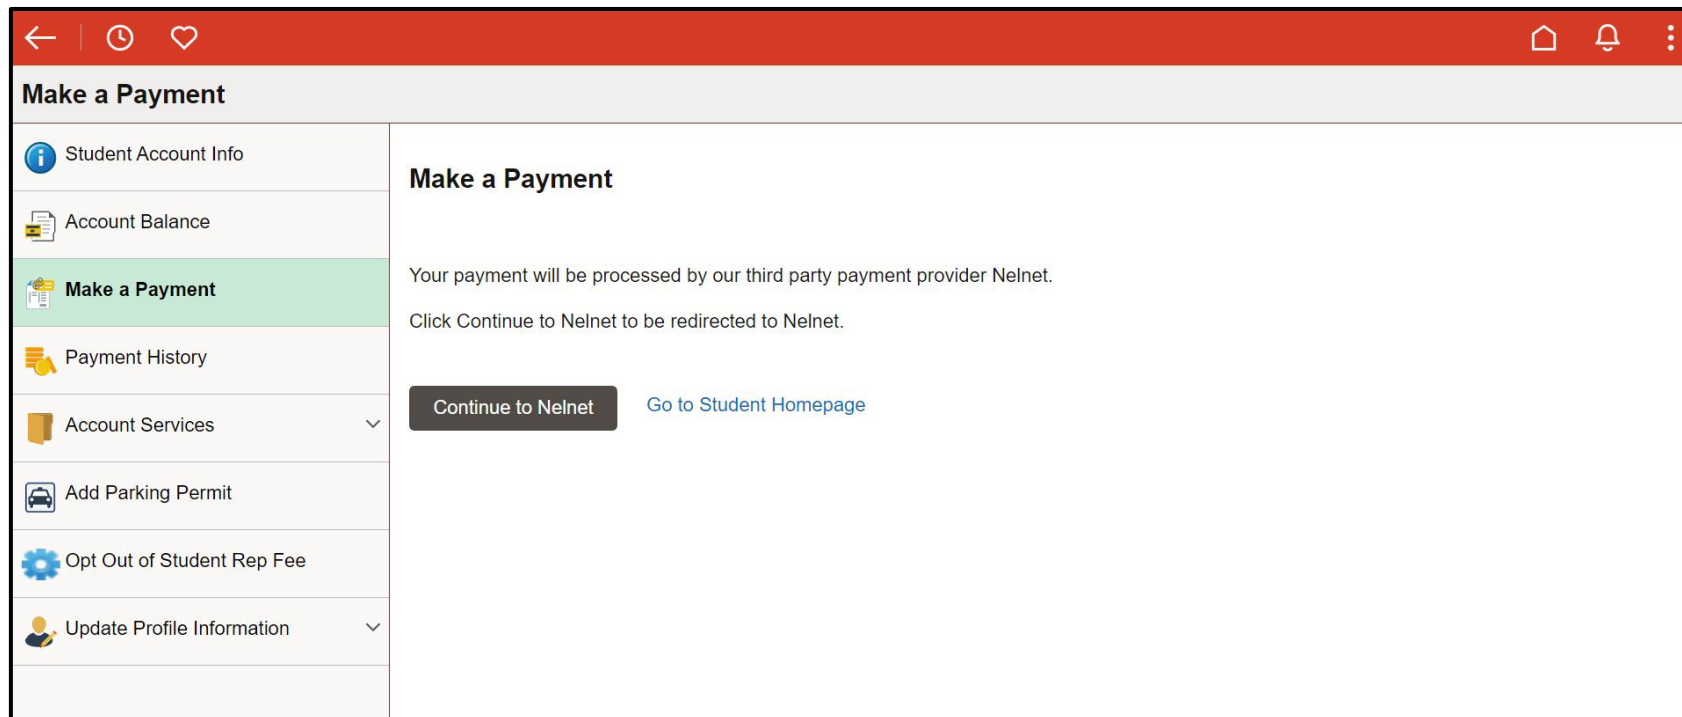 Make a Payment
Student Account Info
Account Balance
Make a Payment
Payment History
Account Services
Add Parking Permit
Opt Out of Student Rep Fee
Update Profile Information
Make a Payment
Your payment will be processed by our third party payment provider Nelnet.
Click Continue to Nelnet to be redirected to Nelnet.
Continue to Nelnet
Go to Student Homepage